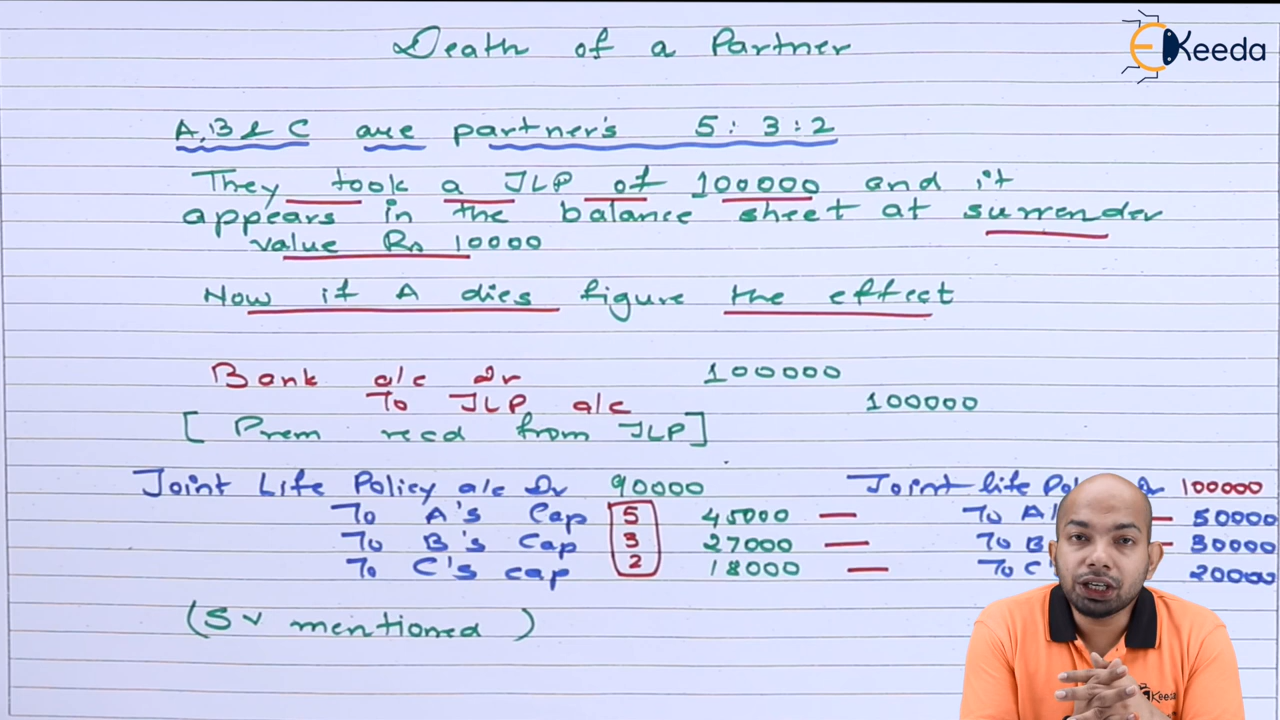 Death of a Partner
EKeeda
A, B & C are partner's 5 : 3 : 2
They took a JLP of 100000 and it
appears in the balance sheet at surrender
value Rs 10000
Now if A dies figure the effect
Bank a/c Dr 100000
To JLP a/c 100000
[ Prem recd from JLP ]
Joint Life Policy a/c Dr 90000 Joint life Dr 100000
To A's Cap 5 45000 — To A — 50000
To B's Cap 3 27000 — To B — 30000
To C's cap 2 18000 — To C 20000
(SV mentioned)
Keeda